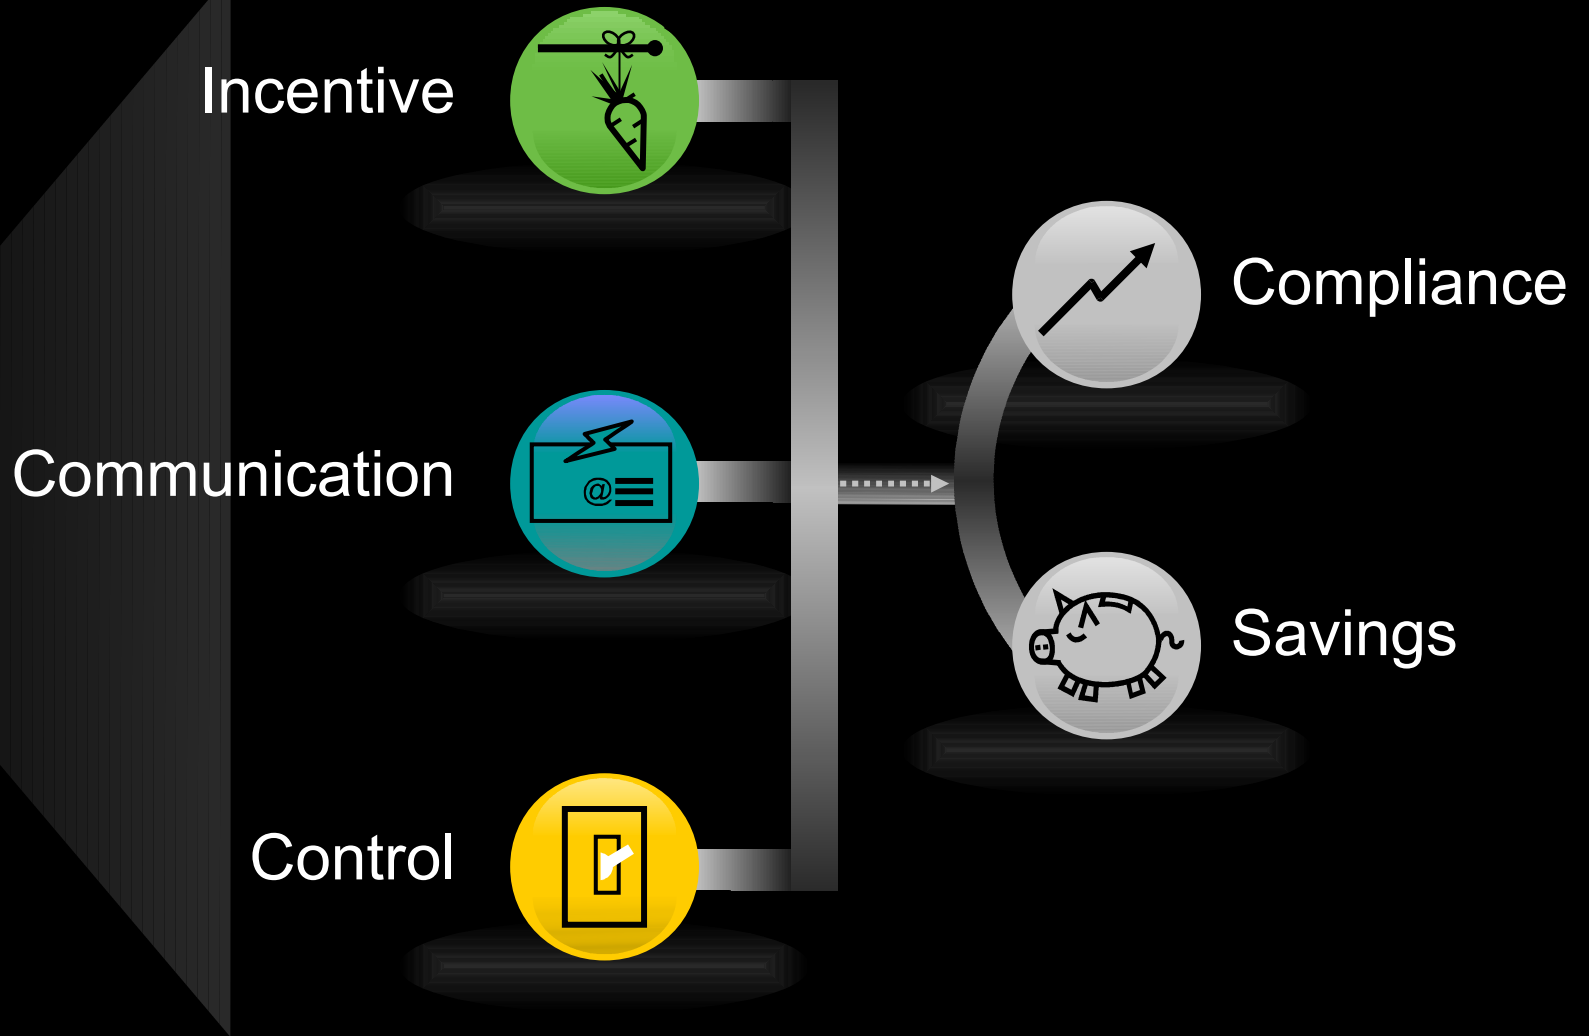 Incentive
Compliance
Communication
@
Savings
Control